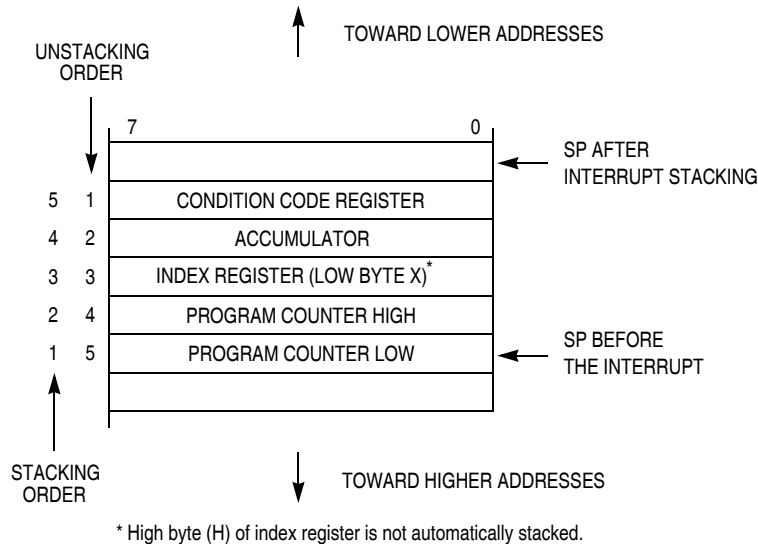 TOWARD LOWER ADDRESSES
UNSTACKING
ORDER
7 0
SP AFTER
INTERRUPT STACKING
5 1 CONDITION CODE REGISTER
4 2 ACCUMULATOR
3 3 INDEX REGISTER (LOW BYTE X)*
2 4 PROGRAM COUNTER HIGH
1 5 PROGRAM COUNTER LOW
SP BEFORE
THE INTERRUPT
STACKING
ORDER
TOWARD HIGHER ADDRESSES
* High byte (H) of index register is not automatically stacked.